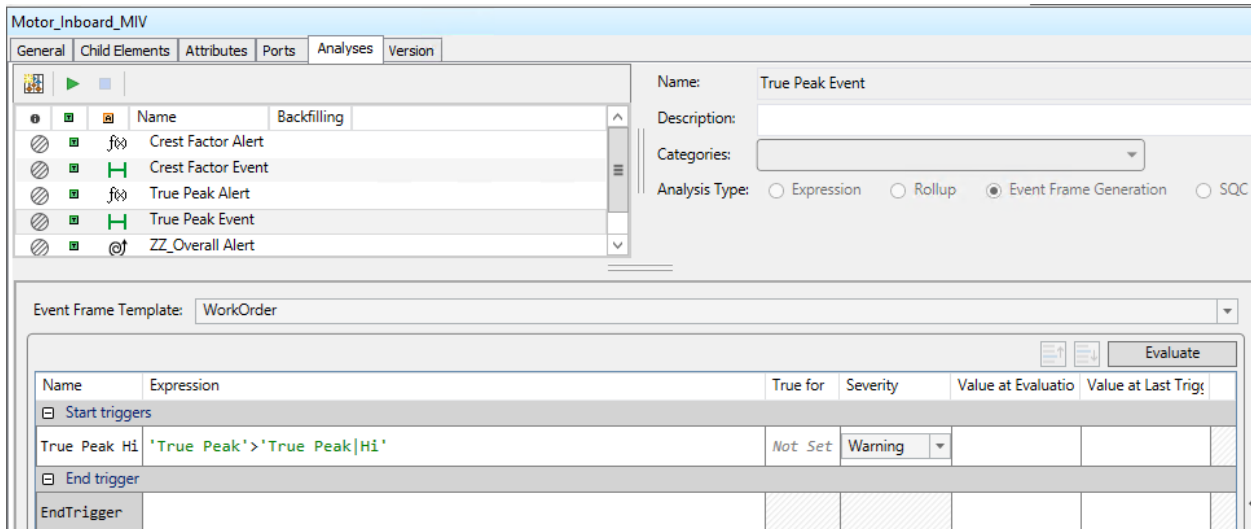 Motor_Inboard_MIV
General Child Elements Attributes Ports Analyses Version
Name: True Peak Event
Name Backfilling
Description:
f(x) Crest Factor Alert
Categories:
Crest Factor Event
f(x) True Peak Alert
Analysis Type: Expression Rollup Event Frame Generation SQC
True Peak Event
ZZ_Overall Alert
Event Frame Template: WorkOrder
Evaluate
Name Expression True for Severity Value at Evaluatio Value at Last Trigg
Start triggers
True Peak Hi 'True Peak'>'True Peak|Hi' Not Set Warning
End trigger
EndTrigger